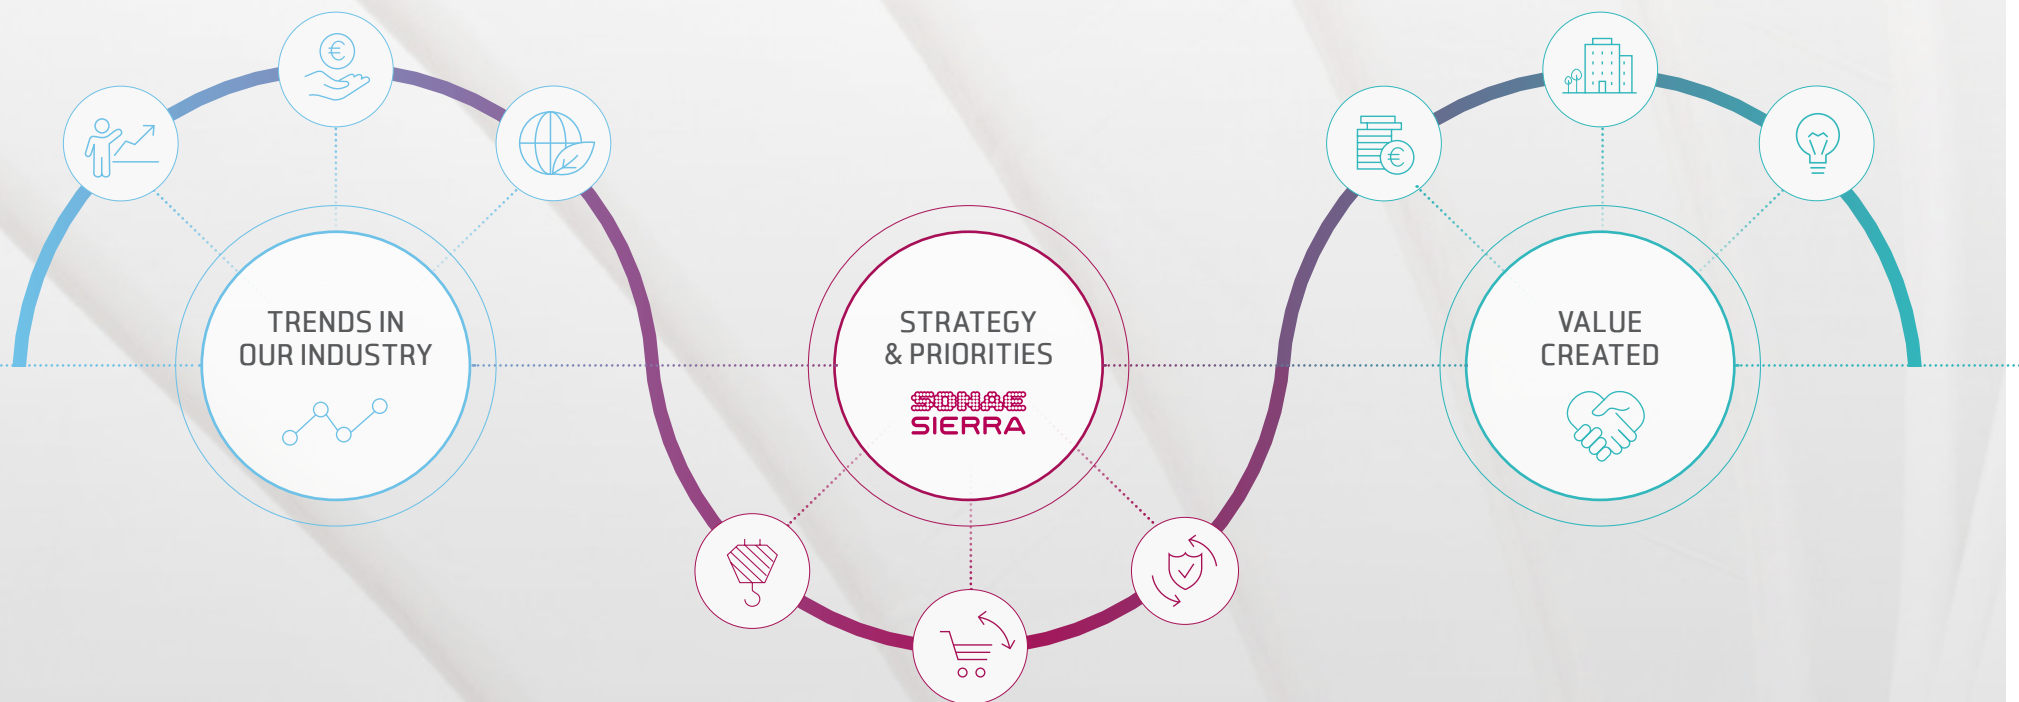 TRENDS IN
OUR INDUSTRY
STRATEGY
& PRIORITIES
SONAE
SIERRA
VALUE
CREATED
€
€